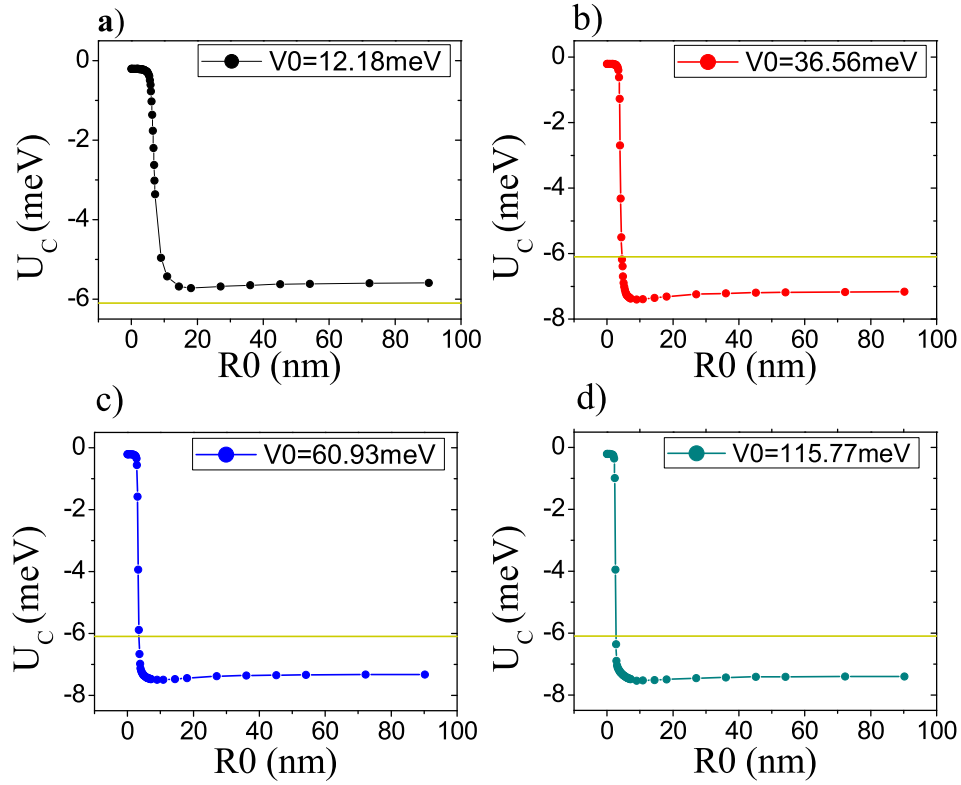 a)
V0=12.18meV
0
-2
-4
-6
U_C (meV)
0 20 40 60 80 100
R0 (nm)
b)
V0=36.56meV
0
-2
-4
-6
-8
U_C (meV)
0 20 40 60 80 100
R0 (nm)
c)
V0=60.93meV
0
-2
-4
-6
-8
U_C (meV)
0 20 40 60 80 100
R0 (nm)
d)
V0=115.77meV
0
-2
-4
-6
-8
U_C (meV)
0 20 40 60 80 100
R0 (nm)